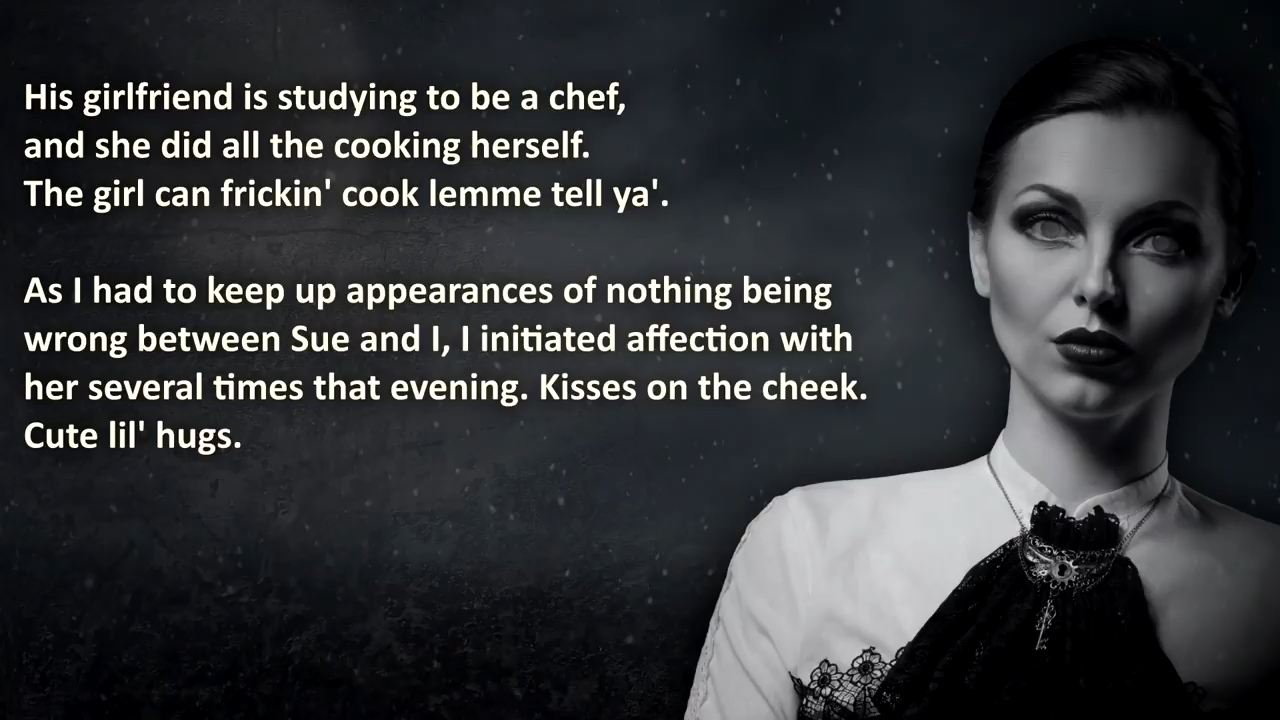 His girlfriend is studying to be a chef,
and she did all the cooking herself.
The girl can frickin' cook lemme tell ya'.
As I had to keep up appearances of nothing being
wrong between Sue and I, I initiated affection with
her several times that evening. Kisses on the cheek.
Cute lil' hugs.